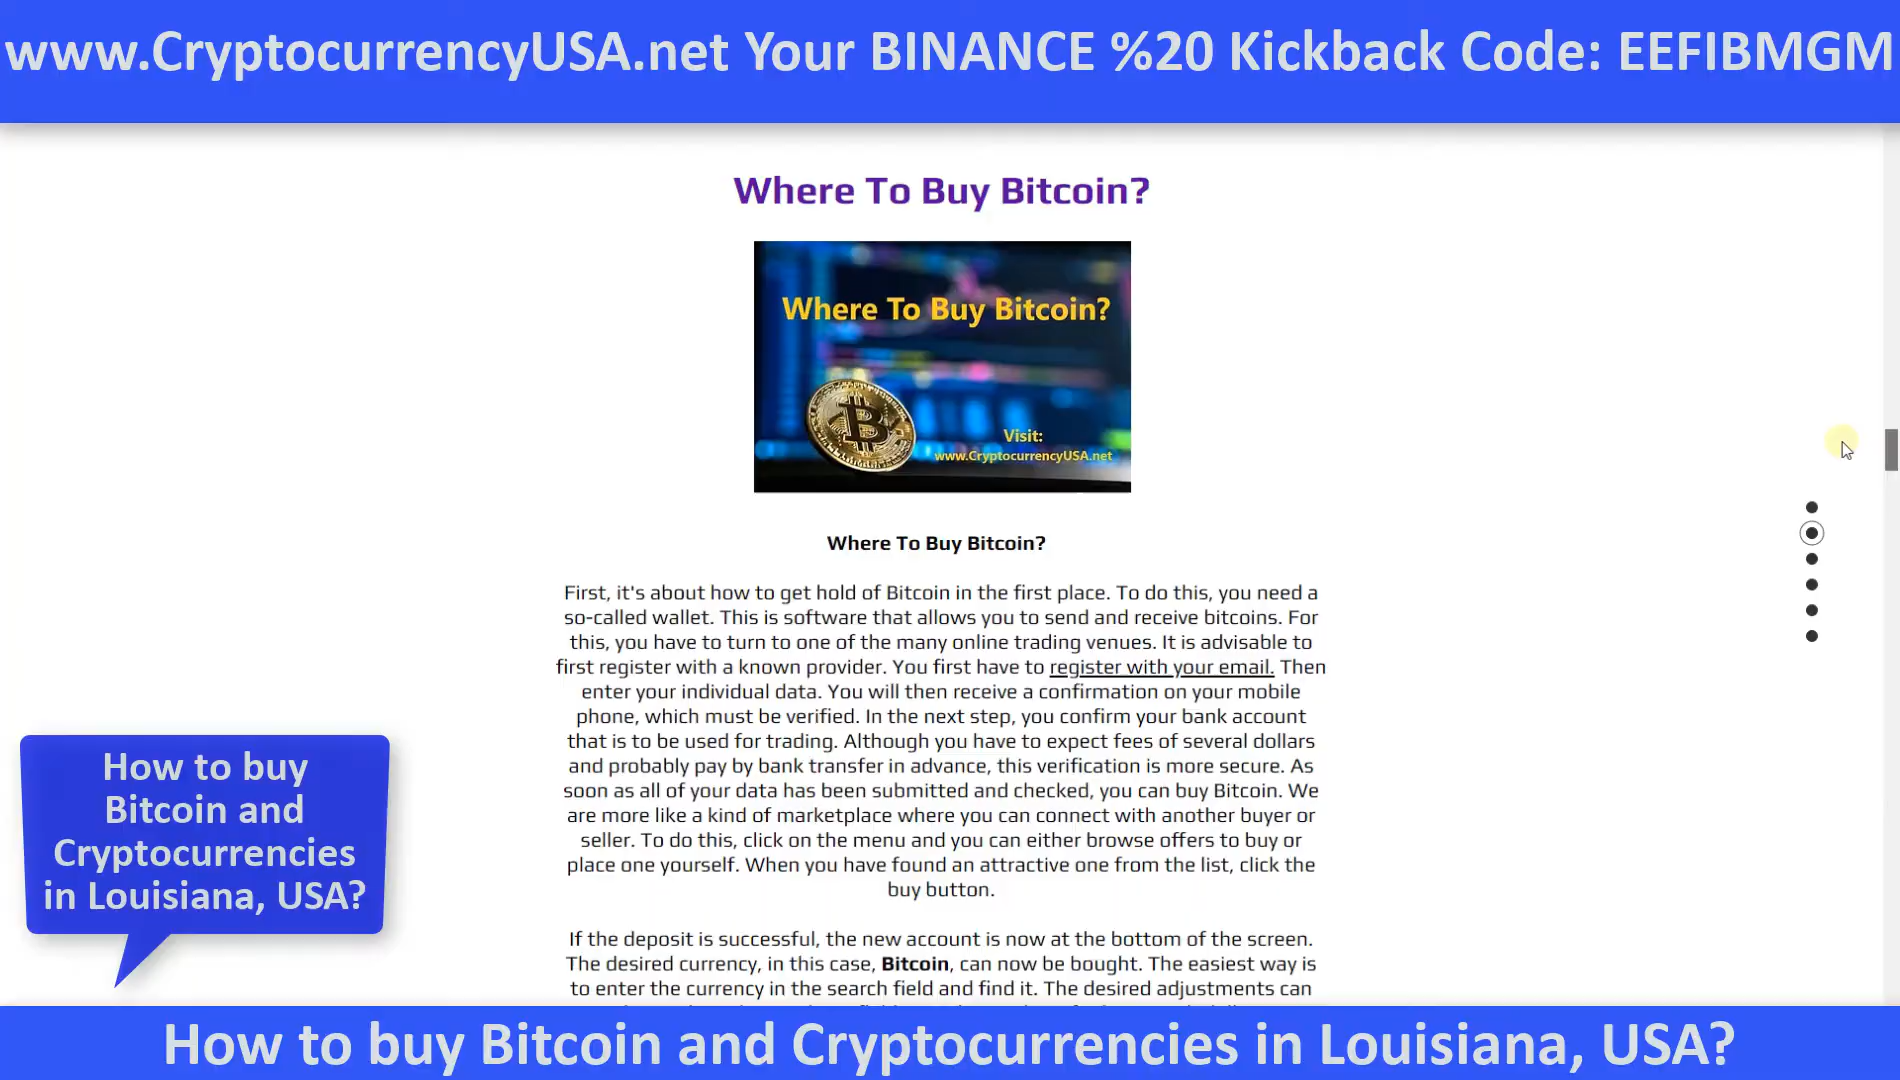 www.CryptocurrencyUSA.net Your BINANCE %20 Kickback Code: EEFIBMGM
Where To Buy Bitcoin?
Where To Buy Bitcoin?
Visit:
www.CryptocurrencyUSA.net
Where To Buy Bitcoin?
First, it's about how to get hold of Bitcoin in the first place. To do this, you need a
so-called wallet. This is software that allows you to send and receive bitcoins. For
this, you have to turn to one of the many online trading venues. It is advisable to
first register with a known provider. You first have to register with your email. Then
enter your individual data. You will then receive a confirmation on your mobile
phone, which must be verified. In the next step, you confirm your bank account
that is to be used for trading. Although you have to expect fees of several dollars
and probably pay by bank transfer in advance, this verification is more secure. As
soon as all of your data has been submitted and checked, you can buy Bitcoin. We
are more like a kind of marketplace where you can connect with another buyer or
seller. To do this, click on the menu and you can either browse offers to buy or
place one yourself. When you have found an attractive one from the list, click the
buy button.
If the deposit is successful, the new account is now at the bottom of the screen.
The desired currency, in this case, Bitcoin, can now be bought. The easiest way is
to enter the currency in the search field and find it. The desired adjustments can
How to buy
Bitcoin and
Cryptocurrencies
in Louisiana, USA?
How to buy Bitcoin and Cryptocurrencies in Louisiana, USA?